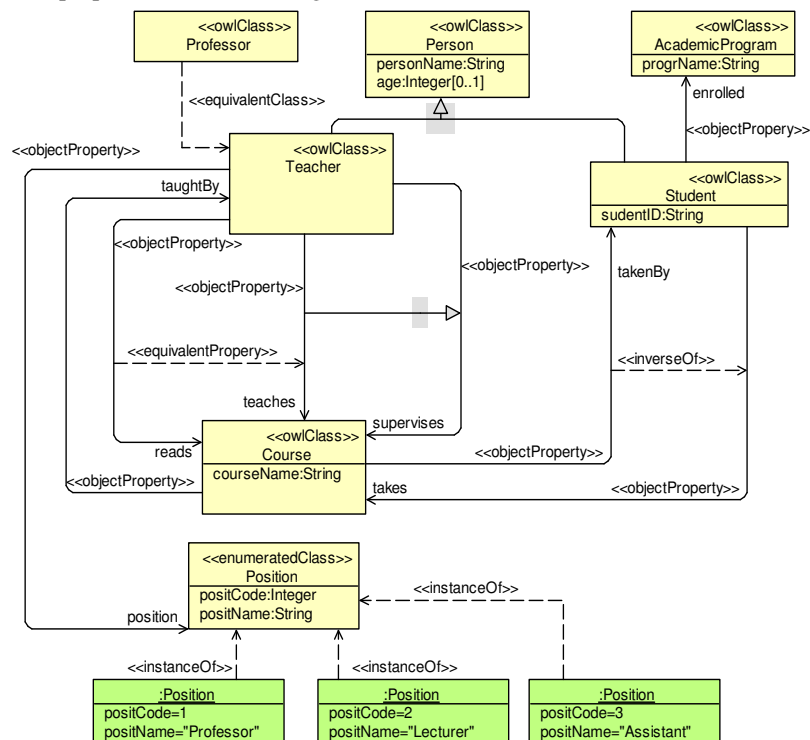 <<owlClass>>
Professor
<<owlClass>>
Person
personName:String
age:Integer[0..1]
<<owlClass>>
AcademicProgram
progrName:String
<<equivalentClass>>
enrolled
<<objectPropery>>
<<objectProperty>>
<<owlClass>>
Teacher
taughtBy
<<owlClass>>
Student
sudentID:String
<<objectProperty>>
<<objectProperty>>
<<objectProperty>>
takenBy
<<equivalentPropery>>
<<inverseOf>>
teaches
supervises
reads
<<owlClass>>
Course
courseName:String
<<objectProperty>>
<<objectProperty>>
takes
<<objectProperty>>
<<enumeratedClass>>
Position
positCode:Integer
positName:String
<<instanceOf>>
position
<<instanceOf>>
<<instanceOf>>
:Position
positCode=1
positName="Professor"
:Position
positCode=2
positName="Lecturer"
:Position
positCode=3
positName="Assistant"